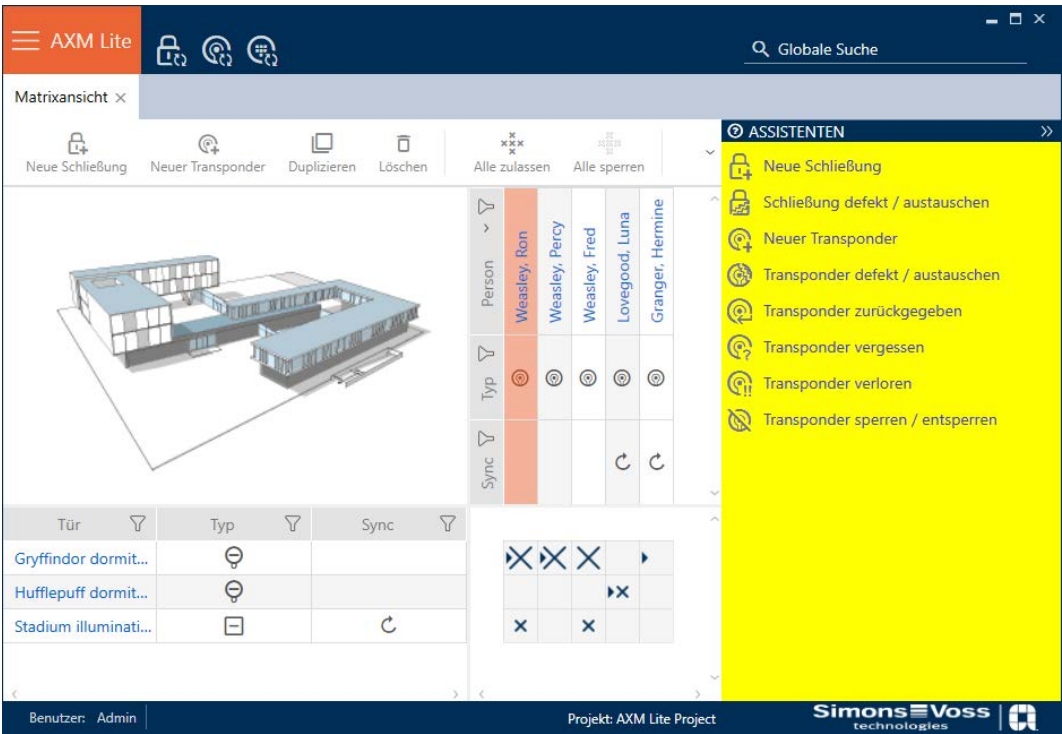 AXM Lite
Globale Suche
Matrixansicht
ASSISTENTEN
Neue Schließung
Neuer Transponder
Duplizieren
Löschen
Alle zulassen
Alle sperren
Neue Schließung
Schließung defekt / austauschen
Neuer Transponder
Transponder defekt / austauschen
Transponder zurückgegeben
Transponder vergessen
Transponder verloren
Transponder sperren / entsperren
Person
Weasley, Ron
Weasley, Percy
Weasley, Fred
Lovegood, Luna
Granger, Hermine
Typ
Sync
Tür
Typ
Sync
Gryffindor dormit...
Hufflepuff dormit...
Stadium illuminati...
Benutzer: Admin
Projekt: AXM Lite Project
Simons Voss
technologies